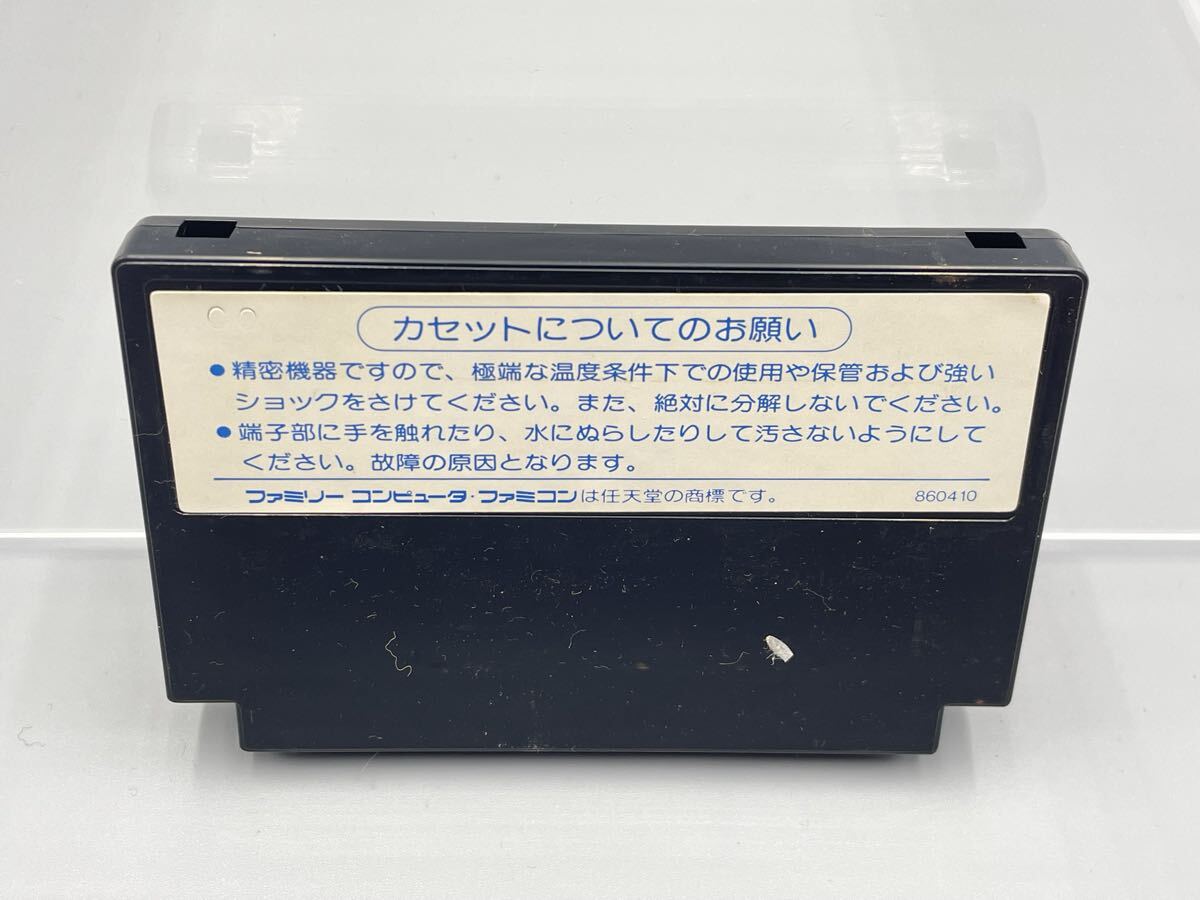 カセットについてのお願い
●精密機器ですので、極端な温度条件下での使用や保管および強い
ショックをさけてください。また、絶対に分解しないでください。
●端子部に手を触れたり、水にぬらしたりして汚さないようにして
ください。故障の原因となります。
ファミリー コンピュータ・ファミコンは任天堂の商標です。 860410